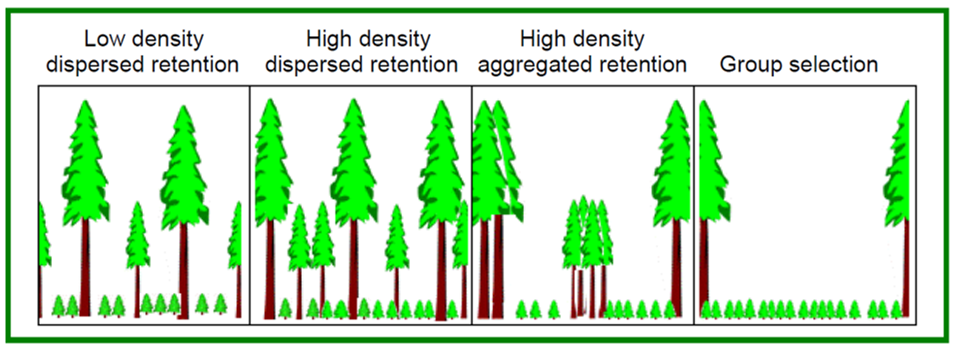 Low density
dispersed retention
High density
dispersed retention
High density
aggregated retention
Group selection